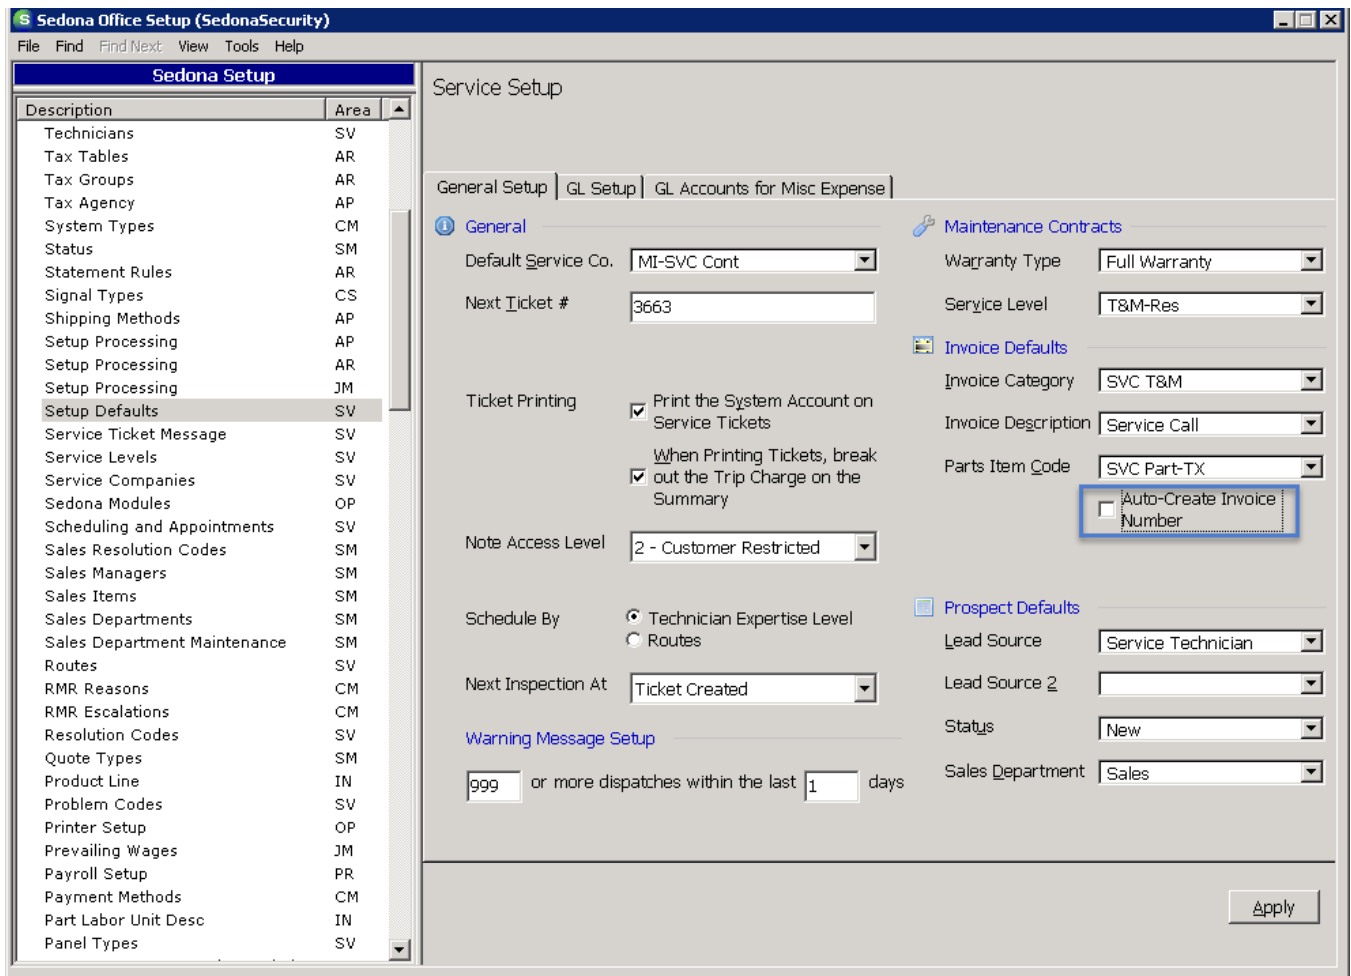 Sedona Office Setup (SedonaSecurity)
File Find Find Next View Tools Help
Sedona Setup
Description Area
Technicians SV
Tax Tables AR
Tax Groups AR
Tax Agency AP
System Types CM
Status SM
Statement Rules AR
Signal Types CS
Shipping Methods AP
Setup Processing AP
Setup Processing AR
Setup Processing JM
Setup Defaults SV
Service Ticket Message SV
Service Levels SV
Service Companies SV
Sedona Modules OP
Scheduling and Appointments SV
Sales Resolution Codes SM
Sales Managers SM
Sales Items SM
Sales Departments SM
Sales Department Maintenance SM
Routes SV
RMR Reasons CM
RMR Escalations CM
Resolution Codes SV
Quote Types SM
Product Line IN
Problem Codes SV
Printer Setup OP
Prevailing Wages JM
Payroll Setup PR
Payment Methods CM
Part Labor Unit Desc IN
Panel Types SV
Service Setup
General Setup GL Setup GL Accounts for Misc Expense
General
Default Service Co. MI-SVC Cont
Next Ticket # 3663
Ticket Printing
Print the System Account on
Service Tickets
When Printing Tickets, break
out the Trip Charge on the
Summary
Note Access Level 2 - Customer Restricted
Schedule By Technician Expertise Level
Routes
Next Inspection At Ticket Created
Warning Message Setup
999 or more dispatches within the last 1 days
Maintenance Contracts
Warranty Type Full Warranty
Service Level T&M-Res
Invoice Defaults
Invoice Category SVC T&M
Invoice Description Service Call
Parts Item Code SVC Part-TX
Auto-Create Invoice
Number
Prospect Defaults
Lead Source Service Technician
Lead Source 2
Status New
Sales Department Sales
Apply